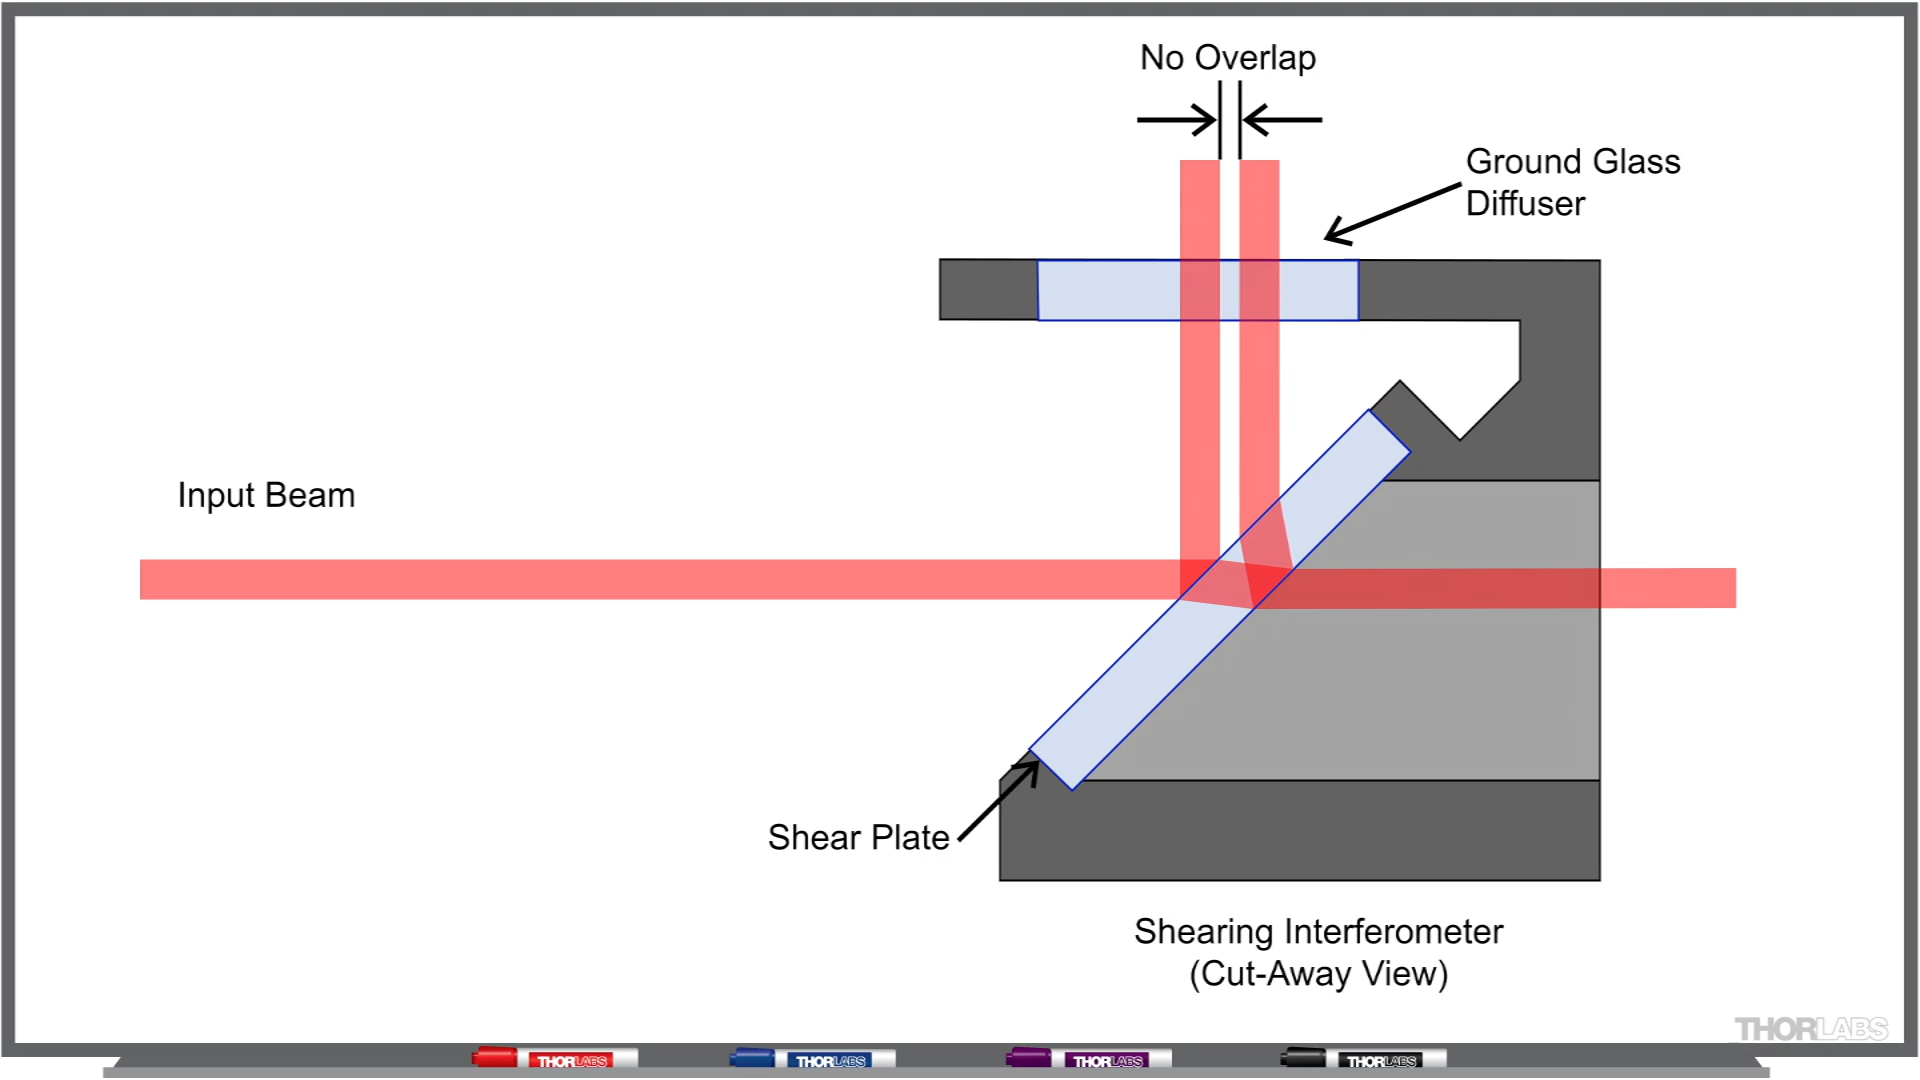 No Overlap
Ground Glass
Diffuser
Input Beam
Shear Plate
Shearing Interferometer
(Cut-Away View)
THORLABS
THORLABS
THORLABS
THORLABS
THORLABS